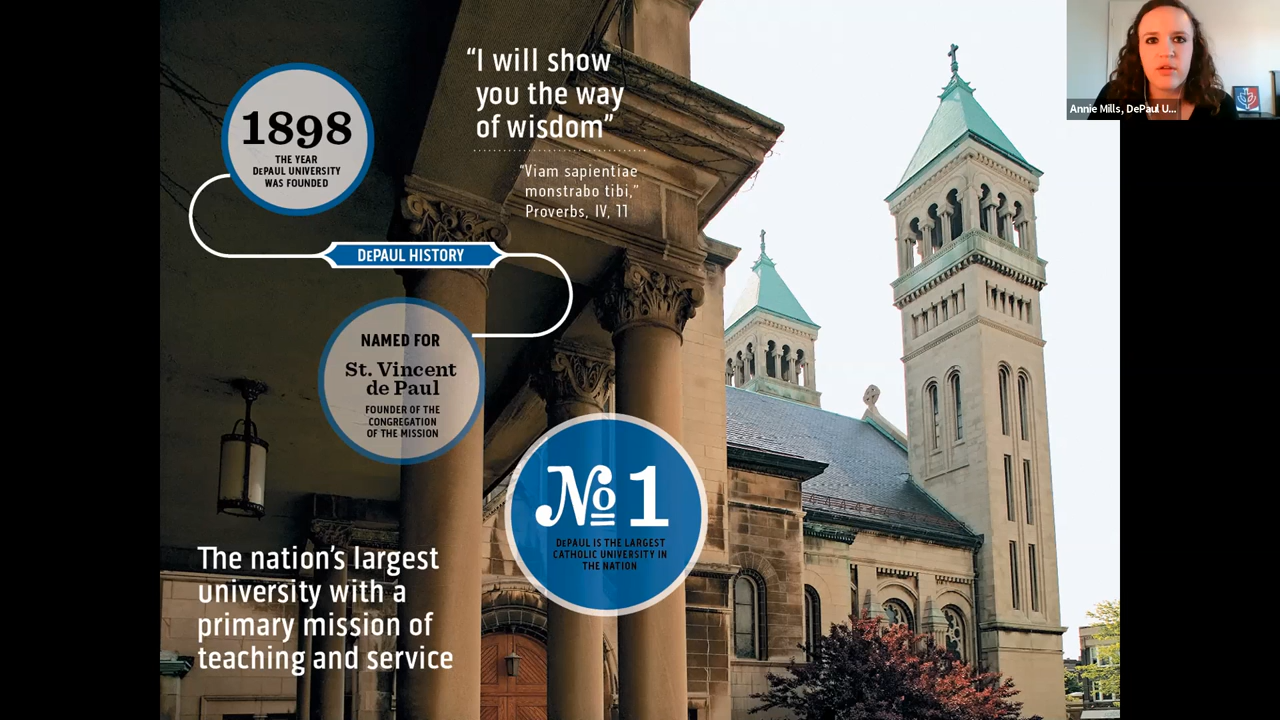 1898
THE YEAR
DEPAUL UNIVERSITY
WAS FOUNDED
“I will show
you the way
of wisdom”
“Viam sapientiae
monstrabo tibi,”
Proverbs, IV, 11
DEPAUL HISTORY
NAMED FOR
St. Vincent
de Paul
FOUNDER OF THE
CONGREGATION
OF THE MISSION
No 1
DEPAUL IS THE LARGEST
CATHOLIC UNIVERSITY IN
THE NATION
The nation’s largest
university with a
primary mission of
teaching and service
Annie Mills, DePaul U...